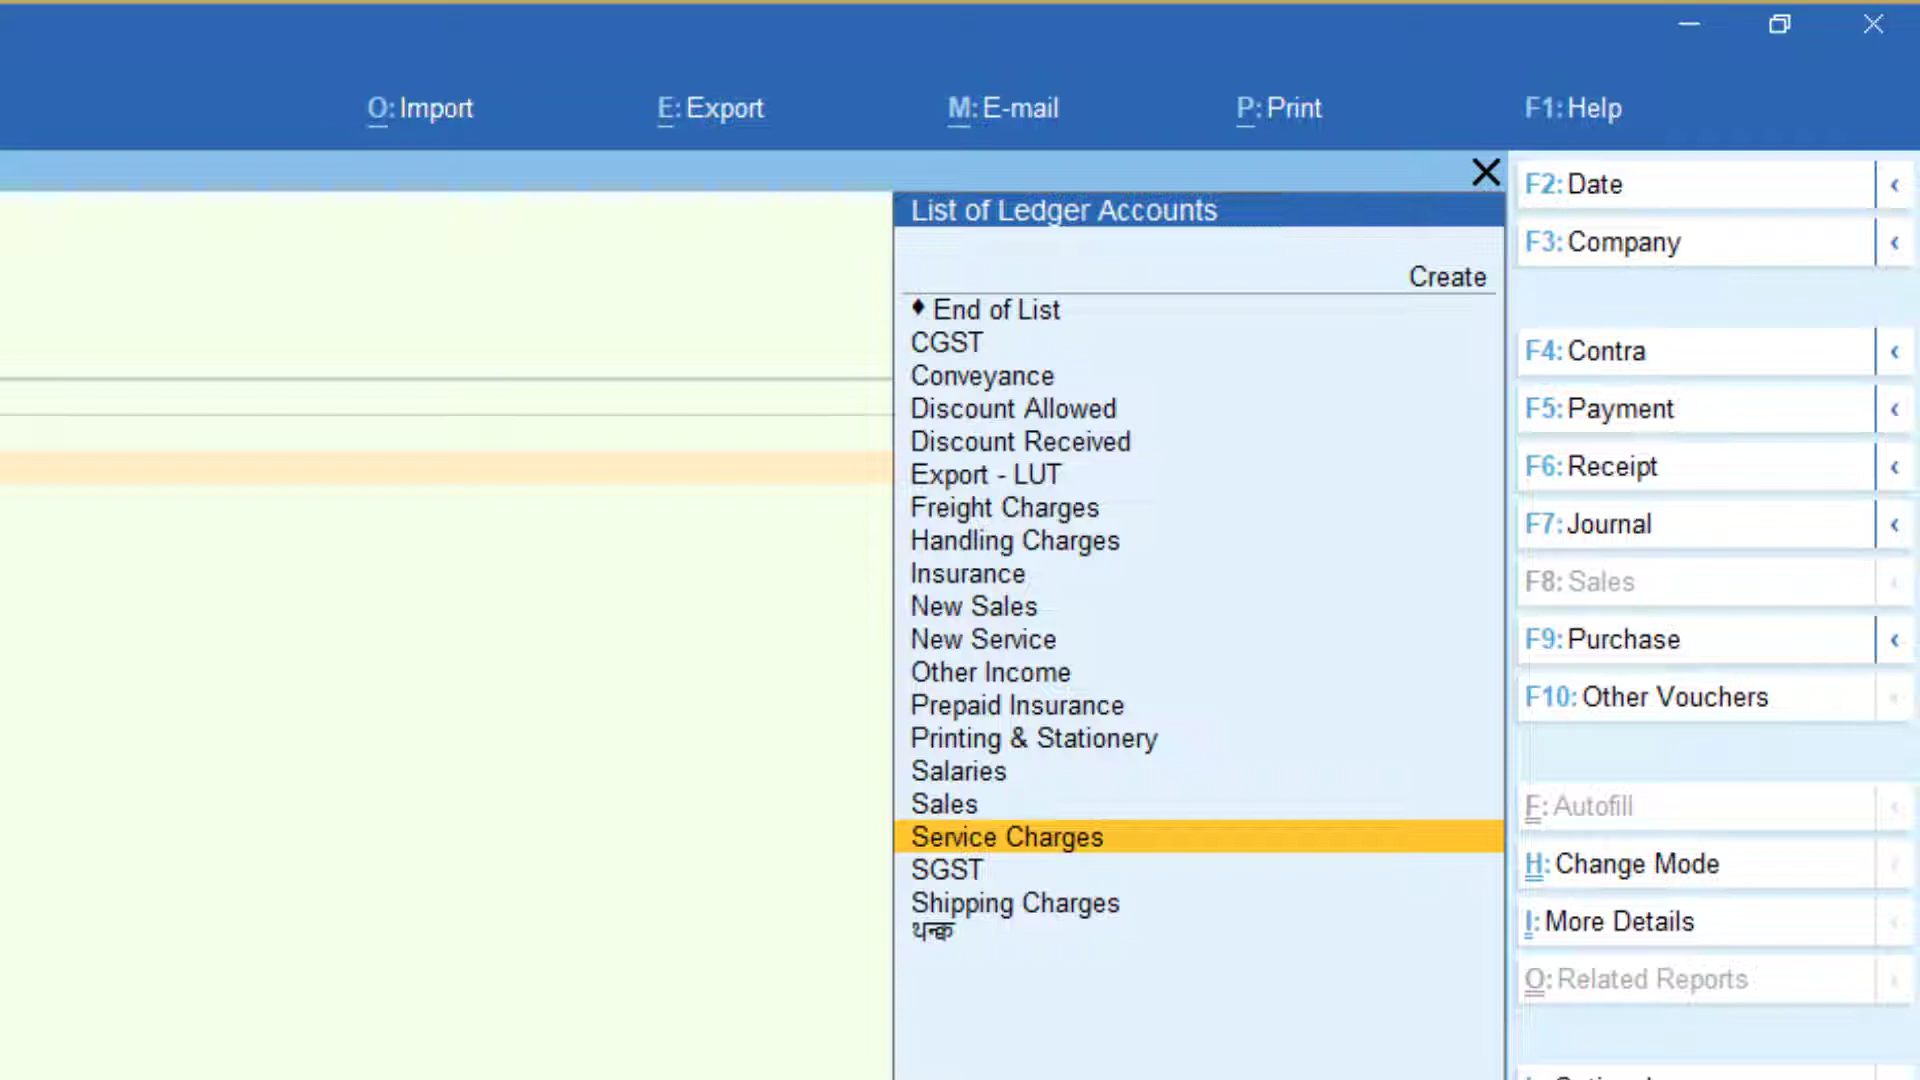 O: Import
E: Export
M: E-mail
P: Print
F1: Help
List of Ledger Accounts
Create
♦ End of List
CGST
Conveyance
Discount Allowed
Discount Received
Export - LUT
Freight Charges
Handling Charges
Insurance
New Sales
New Service
Other Income
Prepaid Insurance
Printing & Stationery
Salaries
Sales
Service Charges
SGST
Shipping Charges
थन्क्व
F2: Date
F3: Company
F4: Contra
F5: Payment
F6: Receipt
F7: Journal
F8: Sales
F9: Purchase
F10: Other Vouchers
F: Autofill
H: Change Mode
I: More Details
O: Related Reports